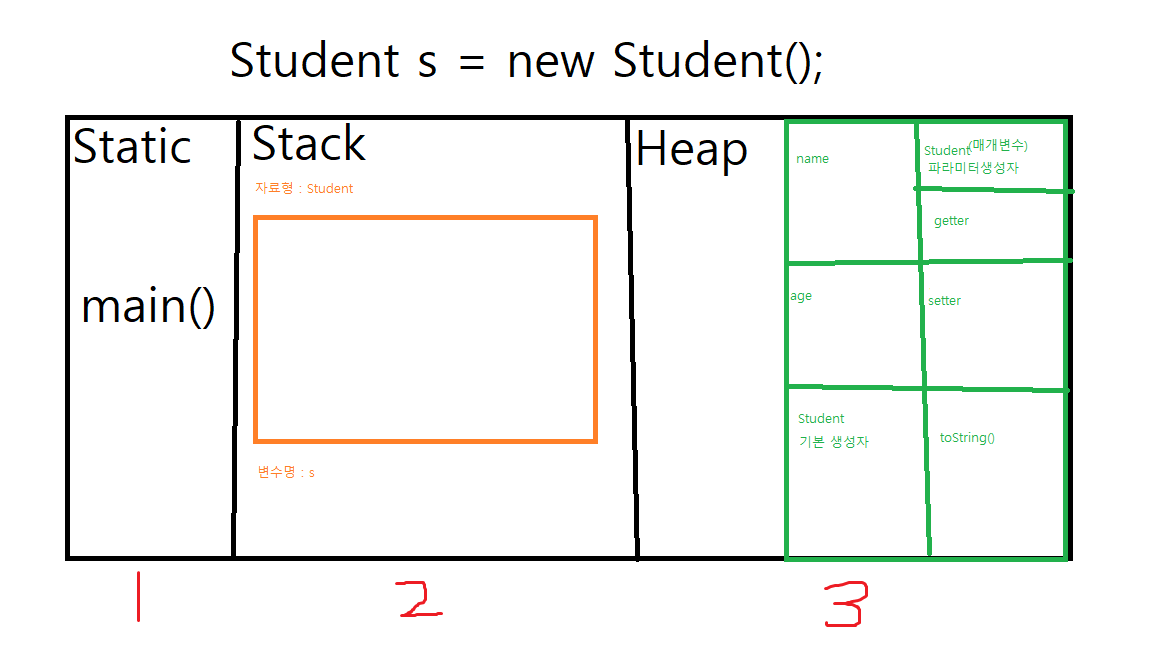 Student s = new Student();
Static
main()
Stack
자료형 : Student
변수명 : s
Heap
name
Student(매개변수)
파라미터생성자
getter
age
setter
Student
기본 생성자
toString()
1
2
3